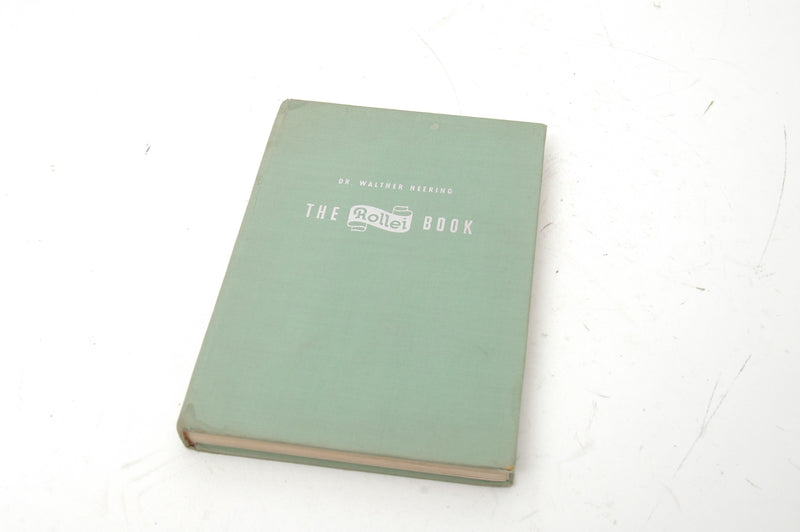 DR. WALTHER HEERING
THE Rollei BOOK